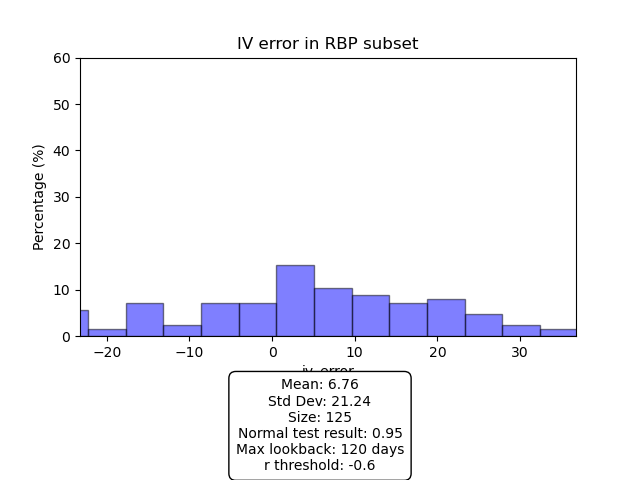 IV error in RBP subset
Percentage (%)
60
50
40
30
20
10
0
−20
−10
0
10
20
30
iv_error
Mean: 6.76
Std Dev: 21.24
Size: 125
Normal test result: 0.95
Max lookback: 120 days
r threshold: -0.6